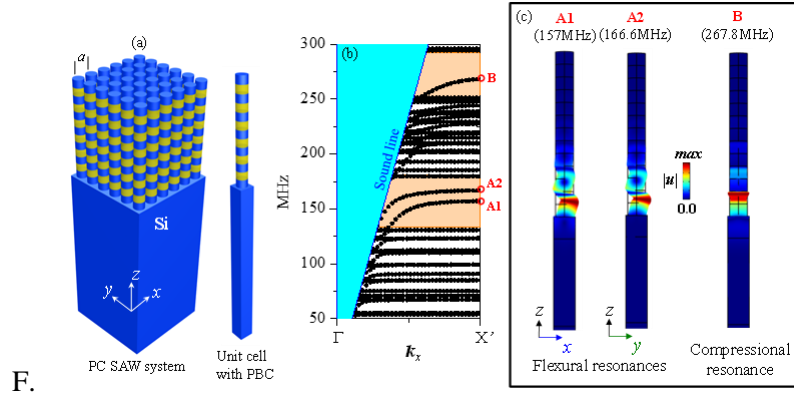 (a)
a
Si
z
y
x
PC SAW system
Unit cell
with PBC
(b)
300
250
200
150
100
50
MHz
Sound line
B
A2
A1
Γ
X'
kx
(c)
A1
(157MHz)
A2
(166.6MHz)
B
(267.8MHz)
max
|u|
0.0
z
x
z
y
Flexural resonances
Compressional
resonance
F.